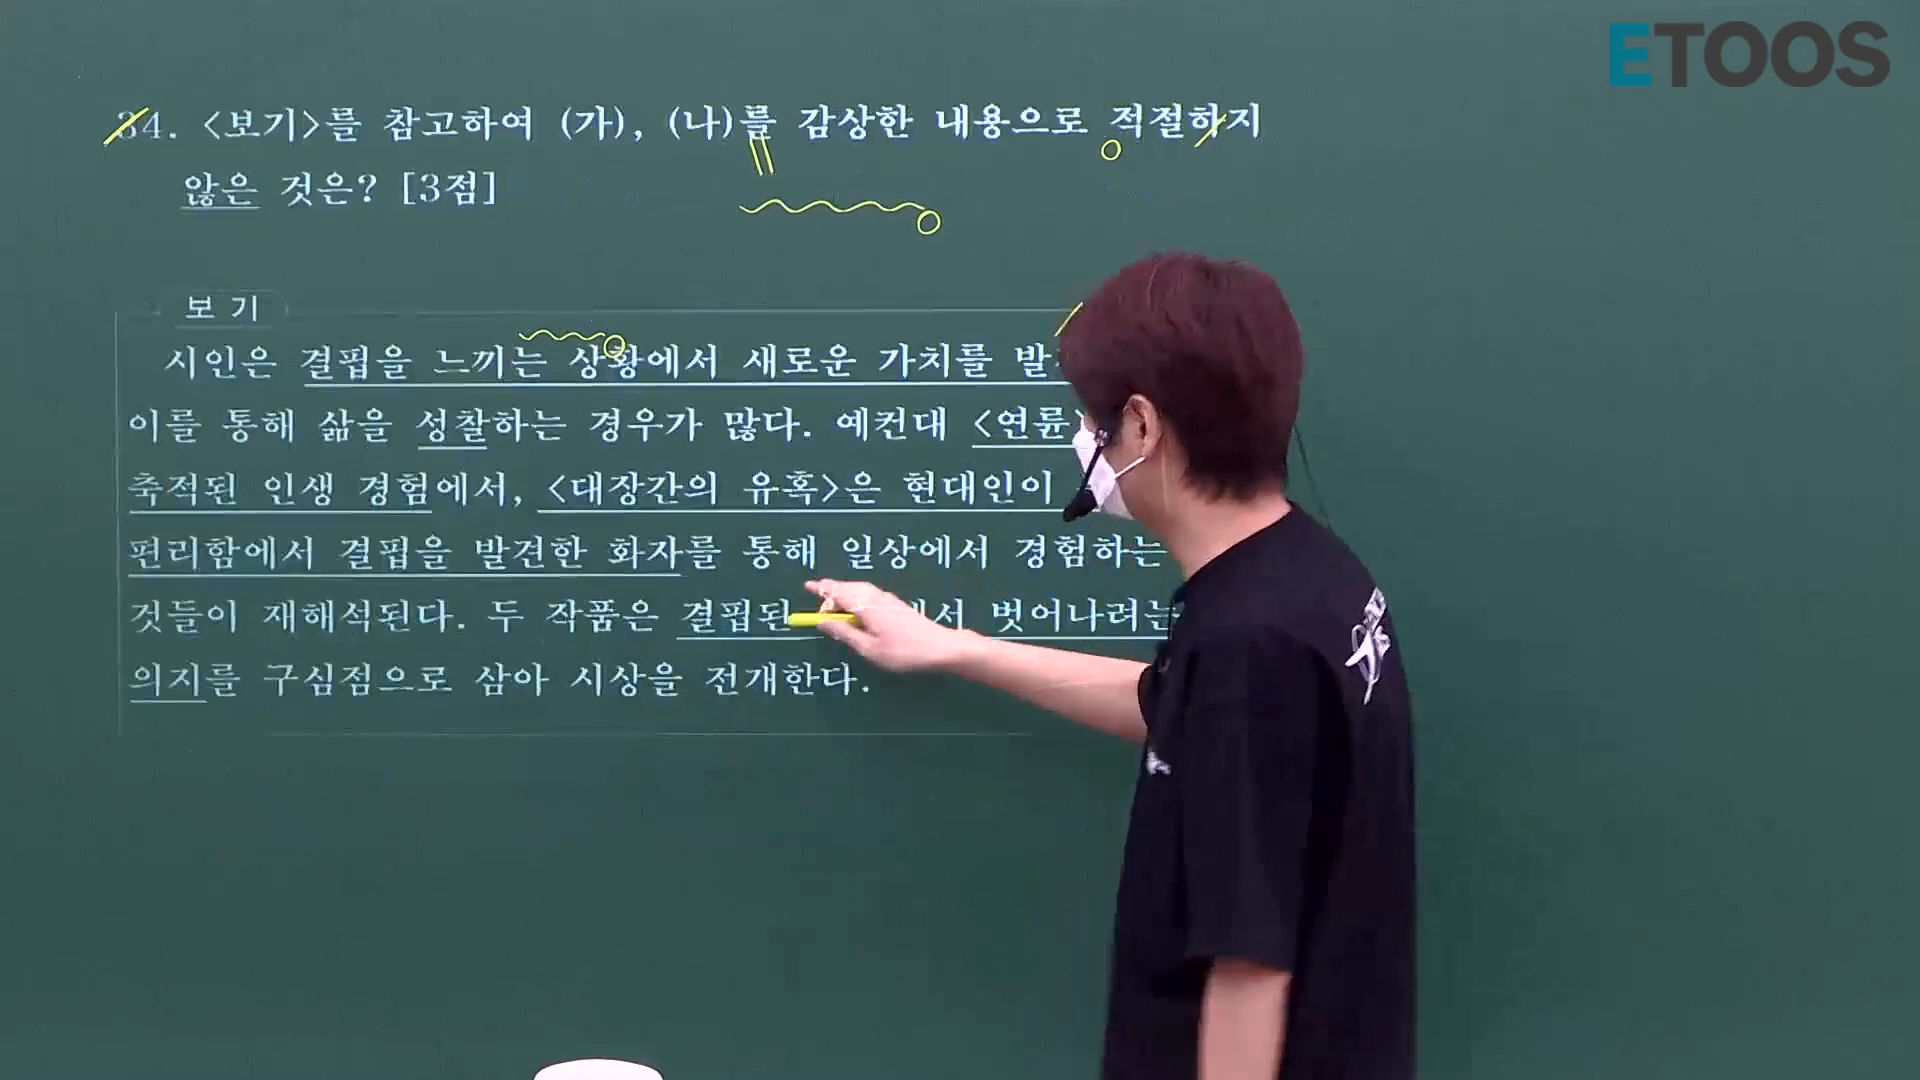 ETOOS
34. <보기>를 참고하여 (가), (나)를 감상한 내용으로 적절하지
않은 것은? [3점]
보 기
시인은 결핍을 느끼는 상황에서 새로운 가치를
이를 통해 삶을 성찰하는 경우가 많다. 예컨대 <연륜>
축적된 인생 경험에서, <대장간의 유혹>은 현대인이
편리함에서 결핍을 발견한 화자를 통해 일상에서 경험하는
것들이 재해석된다. 두 작품은 결핍된 벗어나려는
의지를 구심점으로 삼아 시상을 전개한다.